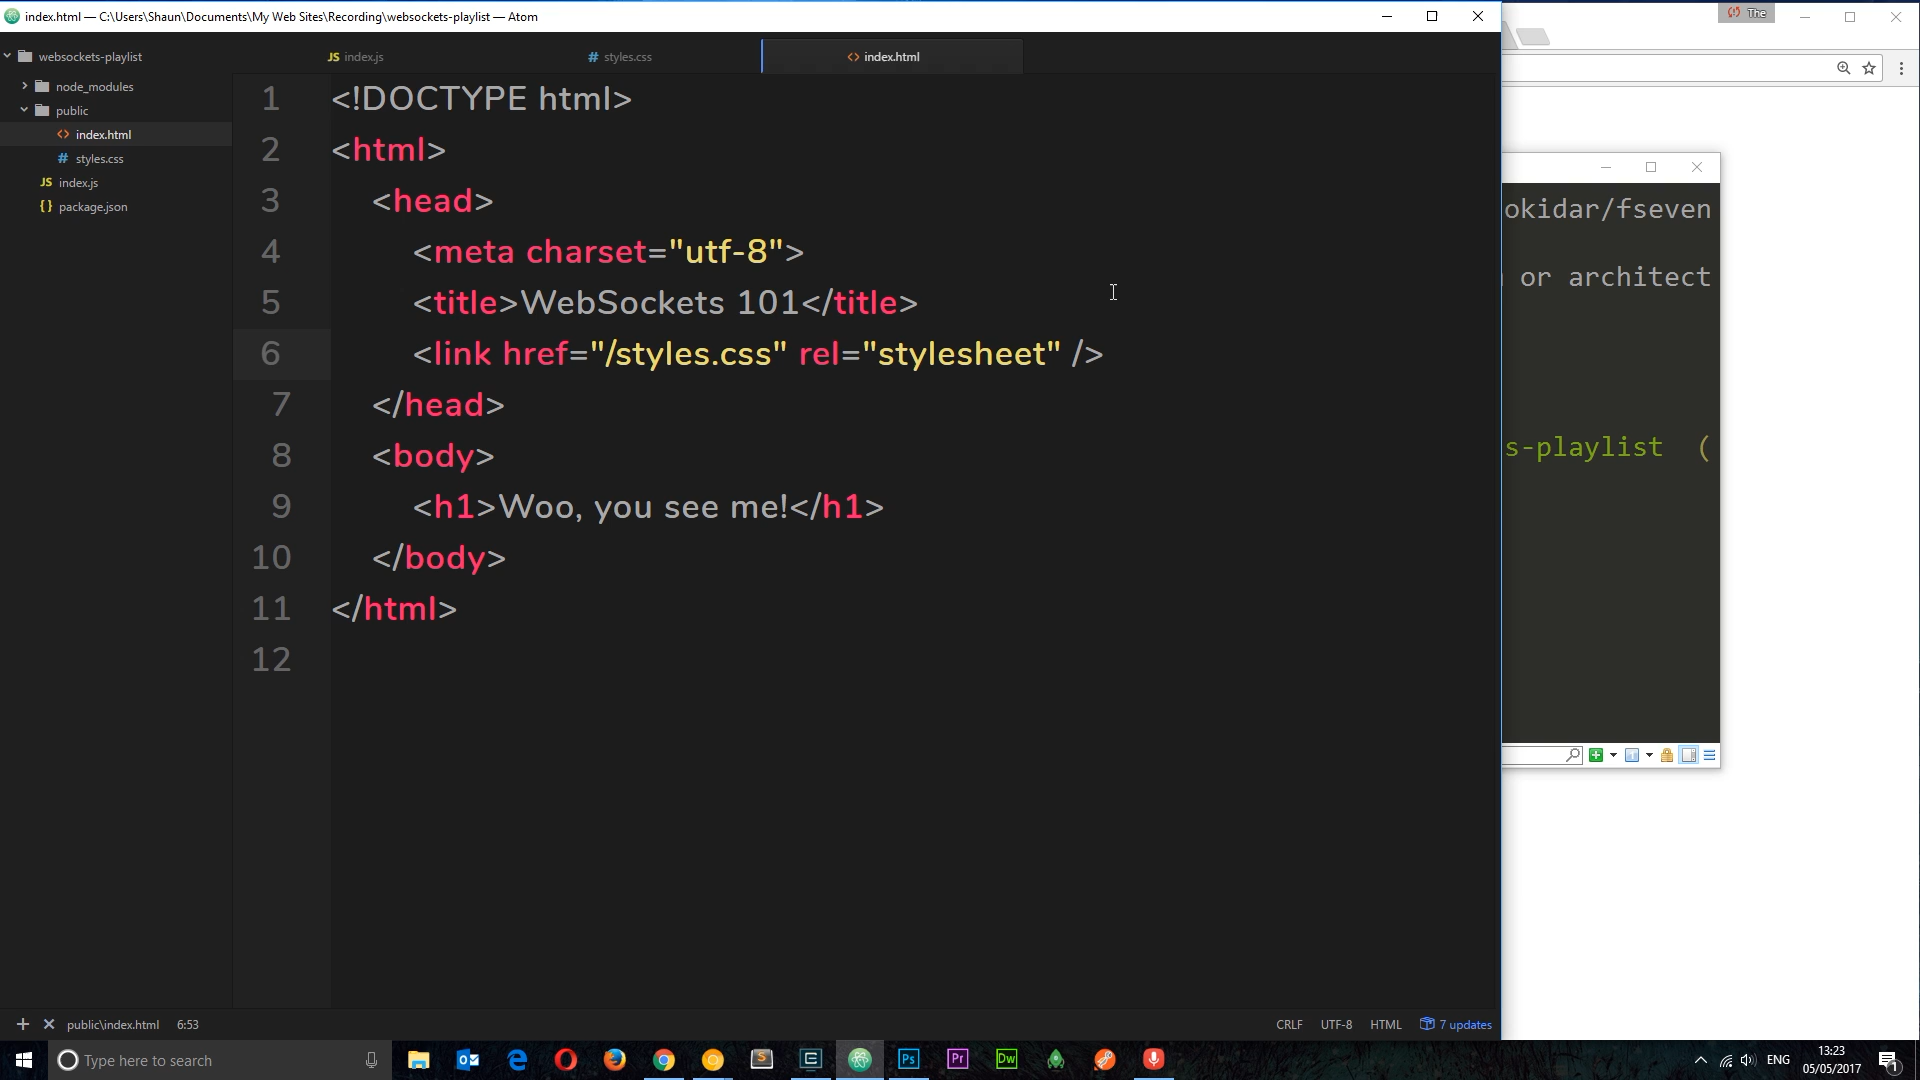 index.html — C:\Users\Shaun\Documents\My Web Sites\Recording\websockets-playlist — Atom
The
websockets-playlist
node_modules
public
index.html
styles.css
index.js
package.json
JS index.js
# styles.css
<> index.html
1 <!DOCTYPE html>
2 <html>
3 <head>
4 <meta charset="utf-8">
5 <title>WebSockets 101</title>
6 <link href="/styles.css" rel="stylesheet" />
7 </head>
8 <body>
9 <h1>Woo, you see me!</h1>
10 </body>
11 </html>
12
okidar/fseven
or architect
s-playlist (
public\index.html 6:53
CRLF UTF-8 HTML 7 updates
Type here to search
Ps
Pr
Dw
ENG
13:23
05/05/2017
1